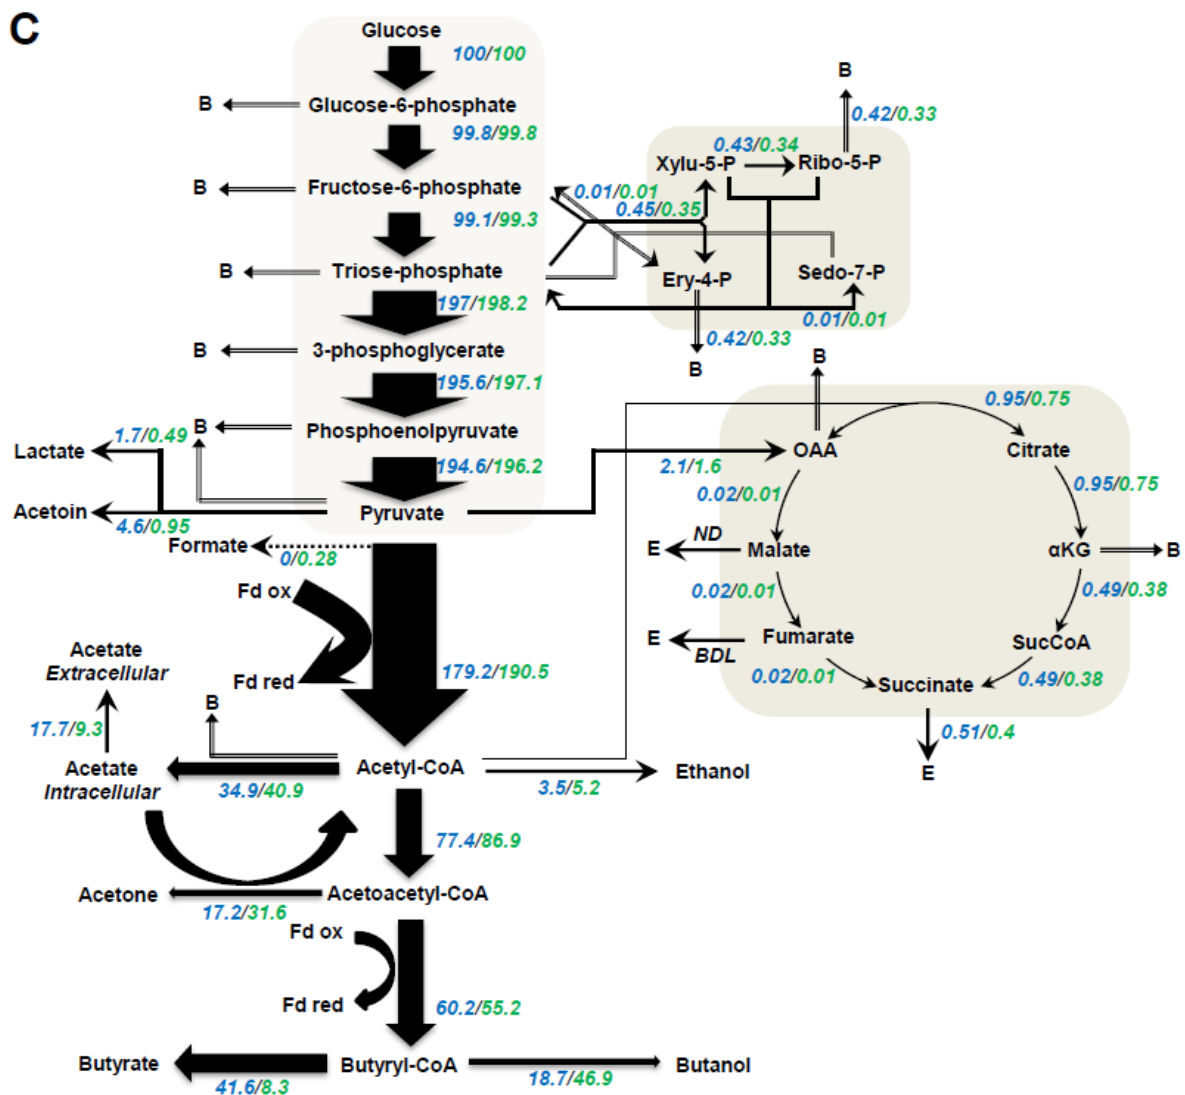 C
Glucose
100/100
B
Glucose-6-phosphate
99.8/99.8
B
0.42/0.33
0.43/0.34
Xylu-5-P
Ribo-5-P
B
Fructose-6-phosphate
0.01/0.01
0.45/0.35
99.1/99.3
B
Triose-phosphate
Ery-4-P
Sedo-7-P
197/198.2
0.01/0.01
0.42/0.33
B
3-phosphoglycerate
B
B
195.6/197.1
0.95/0.75
B
Phosphoenolpyruvate
1.7/0.49
Lactate
194.6/196.2
2.1/1.6
OAA
Citrate
0.02/0.01
0.95/0.75
Acetoin
4.6/0.95
Pyruvate
Formate
0/0.28
E
ND
Malate
αKG
B
Fd ox
0.02/0.01
0.49/0.38
E
BDL
Fumarate
SucCoA
Acetate
Extracellular
Fd red
179.2/190.5
0.02/0.01
Succinate
0.49/0.38
B
17.7/9.3
0.51/0.4
E
Acetate
Intracellular
34.9/40.9
Acetyl-CoA
3.5/5.2
Ethanol
77.4/86.9
Acetone
17.2/31.6
Acetoacetyl-CoA
Fd ox
Fd red
60.2/55.2
Butyrate
41.6/8.3
Butyryl-CoA
18.7/46.9
Butanol